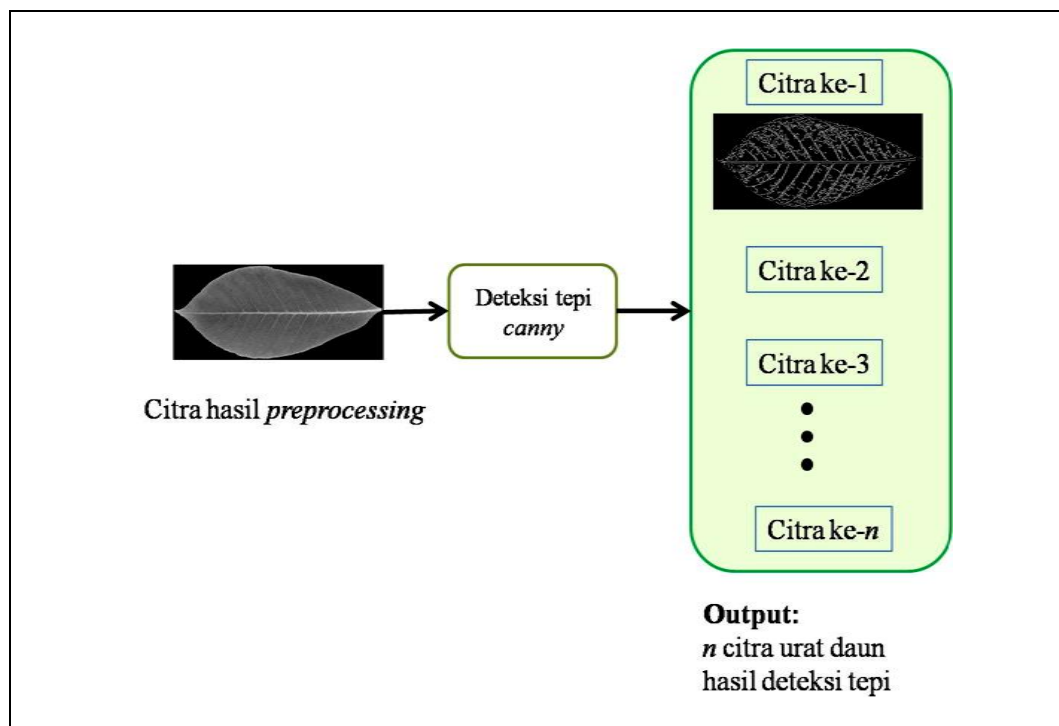 Citra ke-1
Citra ke-2
Deteksi tepi
canny
Citra ke-3
Citra hasil preprocessing
Citra ke-n
Output:
n citra urat daun
hasil deteksi tepi